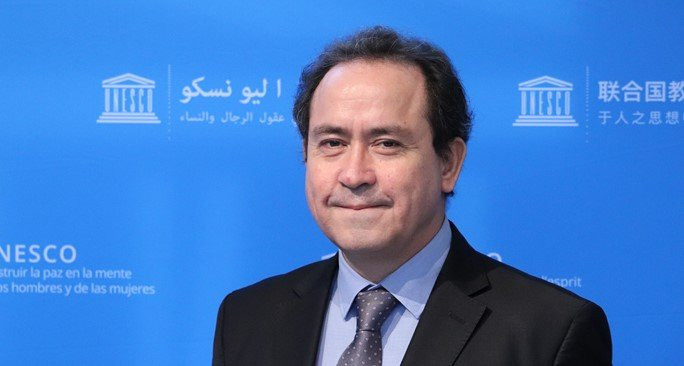 UNESCO
اليونسكو
عقول الرجال والنساء
UNESCO
联合国教
于人之思想
NESCO
struir la paz en la mente
os hombres y de las mujeres
l'esprit